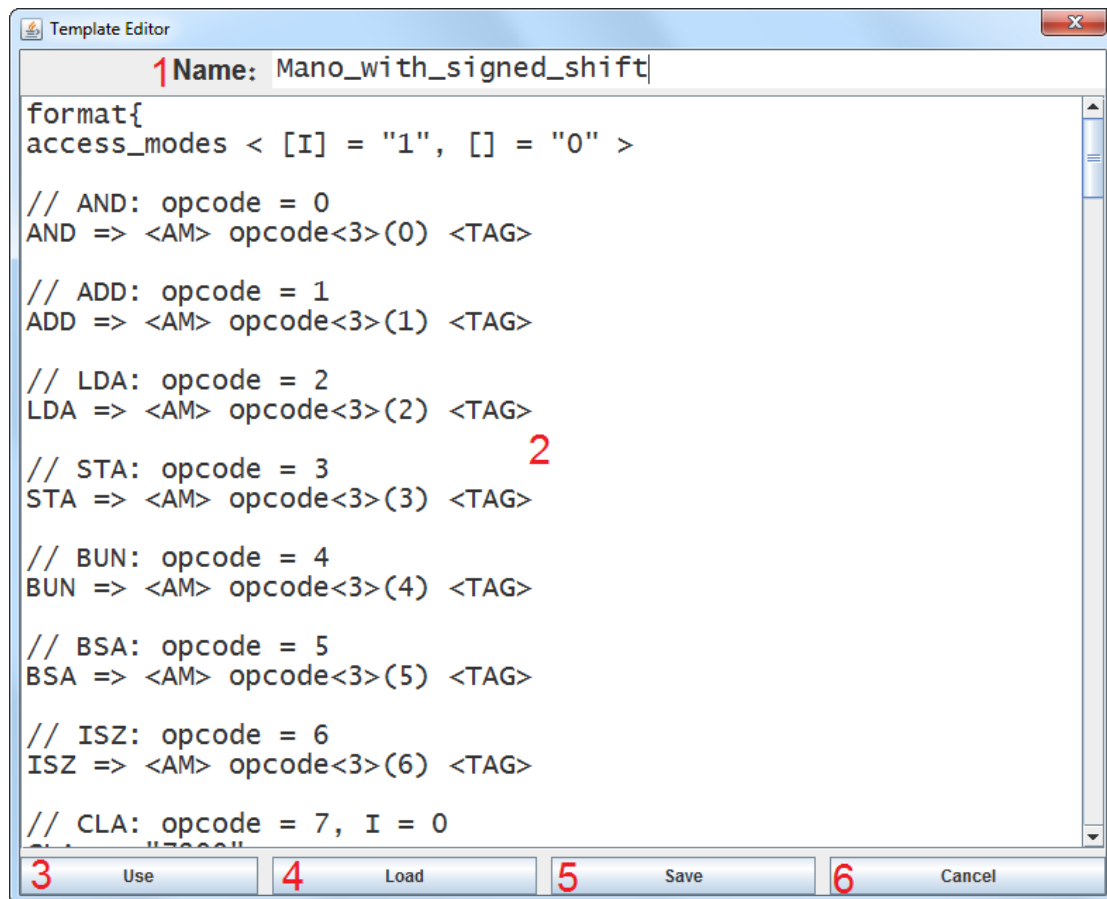 Template Editor
1 Name: Mano_with_signed_shift
format{
access_modes < [I] = "1", [] = "0" >
// AND: opcode = 0
AND => <AM> opcode<3>(0) <TAG>
// ADD: opcode = 1
ADD => <AM> opcode<3>(1) <TAG>
// LDA: opcode = 2
LDA => <AM> opcode<3>(2) <TAG>
2
// STA: opcode = 3
STA => <AM> opcode<3>(3) <TAG>
// BUN: opcode = 4
BUN => <AM> opcode<3>(4) <TAG>
// BSA: opcode = 5
BSA => <AM> opcode<3>(5) <TAG>
// ISZ: opcode = 6
ISZ => <AM> opcode<3>(6) <TAG>
// CLA: opcode = 7, I = 0
3 Use 4 Load 5 Save 6 Cancel